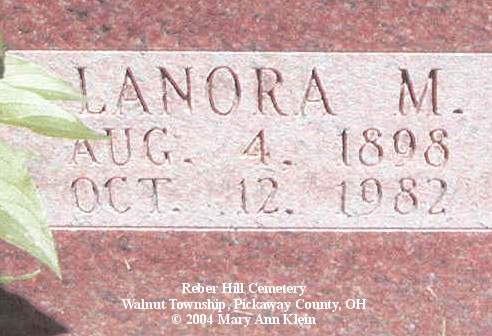 LANORA M.
AUG. 4. 1898
OCT. 12. 1982
Reber Hill Cemetery
Walnut Township, Pickaway County, OH
© 2004 Mary Ann Klein